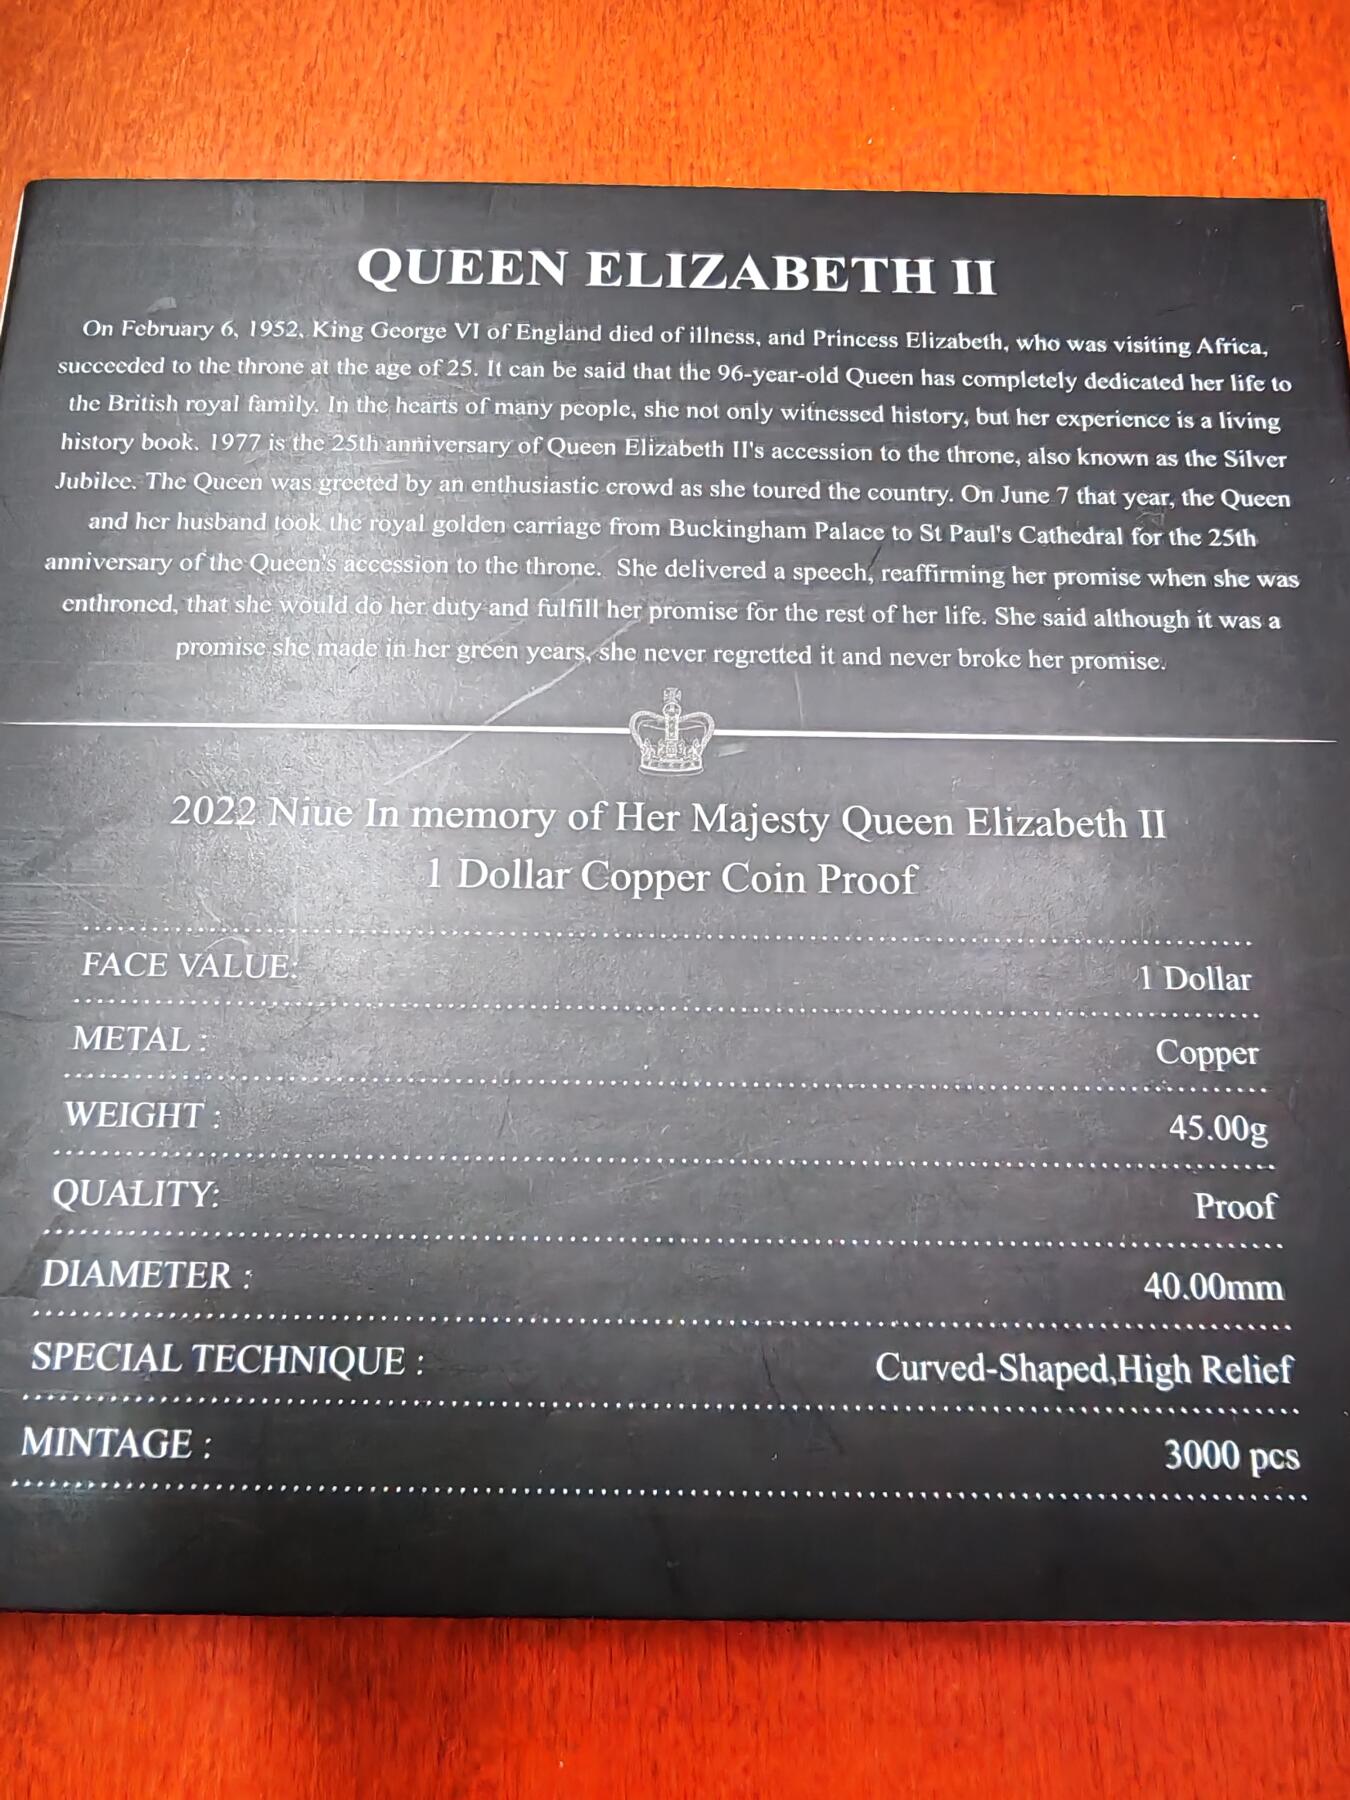 QUEEN ELIZABETH II
On February 6, 1952, King George VI of England died of illness, and Princess Elizabeth, who was visiting Africa,
succeeded to the throne at the age of 25. It can be said that the 96-year-old Queen has completely dedicated her life to
the British royal family. In the hearts of many people, she not only witnessed history, but her experience is a living
history book. 1977 is the 25th anniversary of Queen Elizabeth II's accession to the throne, also known as the Silver
Jubilee. The Queen was greeted by an enthusiastic crowd as she toured the country. On June 7 that year, the Queen
and her husband took the royal golden carriage from Buckingham Palace to St Paul's Cathedral for the 25th
anniversary of the Queen's accession to the throne. She delivered a speech, reaffirming her promise when she was
enthroned, that she would do her duty and fulfill her promise for the rest of her life. She said although it was a
promise she made in her green years, she never regretted it and never broke her promise.
2022 Niue In memory of Her Majesty Queen Elizabeth II
1 Dollar Copper Coin Proof
FACE VALUE: 1 Dollar
METAL : Copper
WEIGHT : 45.00g
QUALITY: Proof
DIAMETER : 40.00mm
SPECIAL TECHNIQUE : Curved-Shaped,High Relief
MINTAGE : 3000 pcs